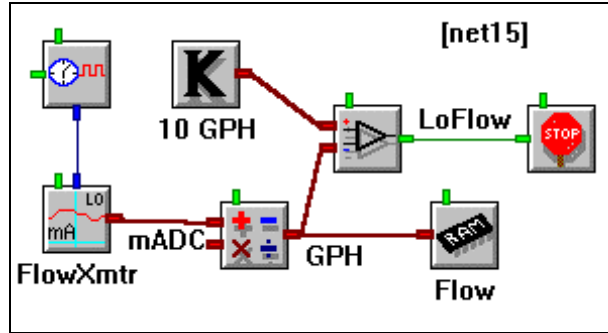 [net15]
K
10 GPH
LoFlow
STOP
LO
mA
mADC
GPH
RAM
FlowXmtr
Flow